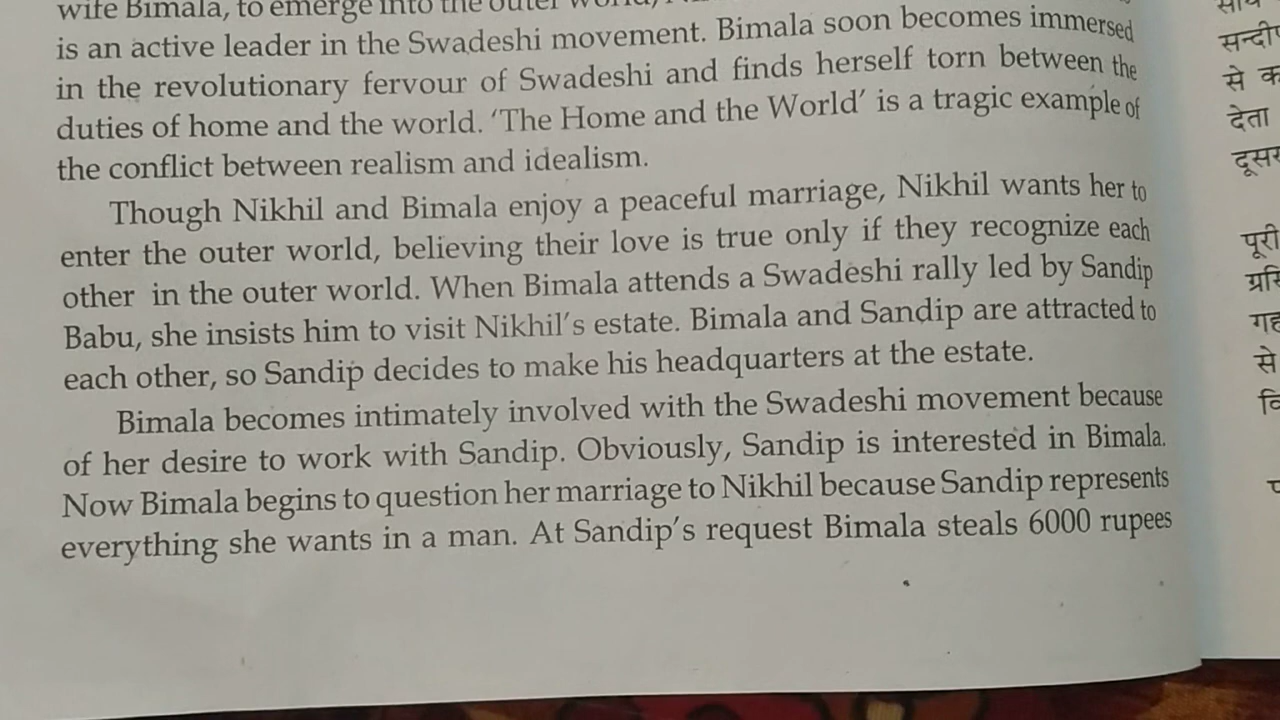 wife Bimala, to emerge into the outer world,
is an active leader in the Swadeshi movement. Bimala soon becomes immersed
in the revolutionary fervour of Swadeshi and finds herself torn between the
duties of home and the world. ‘The Home and the World’ is a tragic example of
the conflict between realism and idealism.
Though Nikhil and Bimala enjoy a peaceful marriage, Nikhil wants her to
enter the outer world, believing their love is true only if they recognize each
other in the outer world. When Bimala attends a Swadeshi rally led by Sandip
Babu, she insists him to visit Nikhil’s estate. Bimala and Sandip are attracted to
each other, so Sandip decides to make his headquarters at the estate.
Bimala becomes intimately involved with the Swadeshi movement because
of her desire to work with Sandip. Obviously, Sandip is interested in Bimala.
Now Bimala begins to question her marriage to Nikhil because Sandip represents
everything she wants in a man. At Sandip’s request Bimala steals 6000 rupees
से
देता
पूरी
से